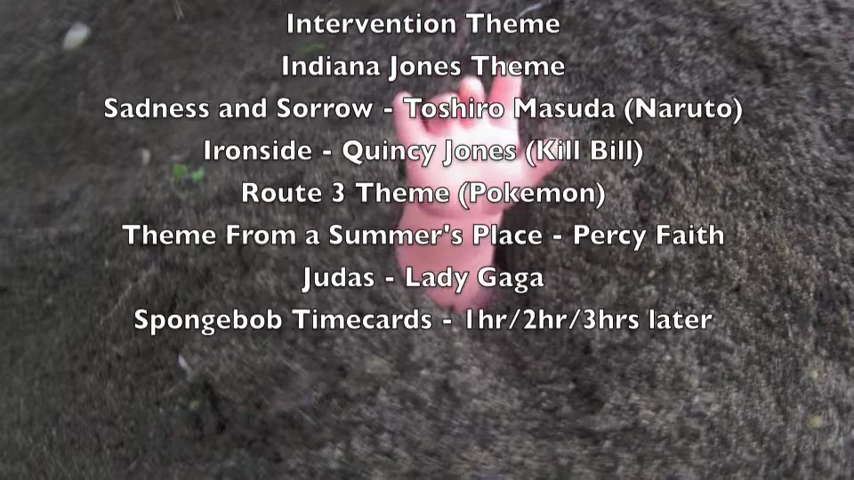 Intervention Theme
Indiana Jones Theme
Sadness and Sorrow - Toshiro Masuda (Naruto)
Ironside - Quincy Jones (Kill Bill)
Route 3 Theme (Pokemon)
Theme From a Summer's Place - Percy Faith
Judas - Lady Gaga
Spongebob Timecards - 1hr/2hr/3hrs later